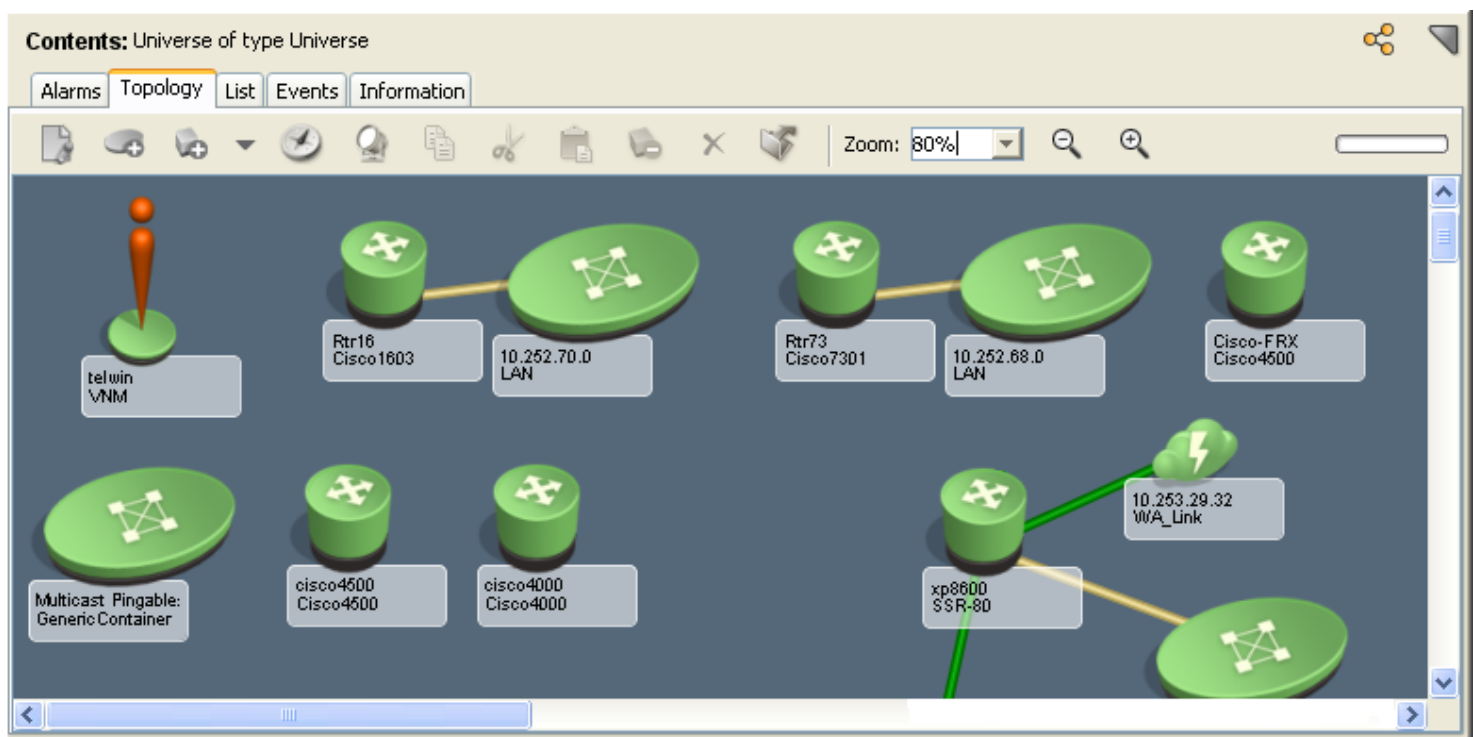 Contents: Universe of type Universe
Alarms Topology List Events Information
Zoom: 80%
telwin
VNM
Rtr16
Cisco1603
10.252.70.0
LAN
Rtr73
Cisco7301
10.252.68.0
LAN
Cisco-FRX
Cisco4500
10.253.29.32
WA_Link
Multicast Pingable:
GenericContainer
cisco4500
Cisco4500
cisco4000
Cisco4000
xp8600
SSR-80